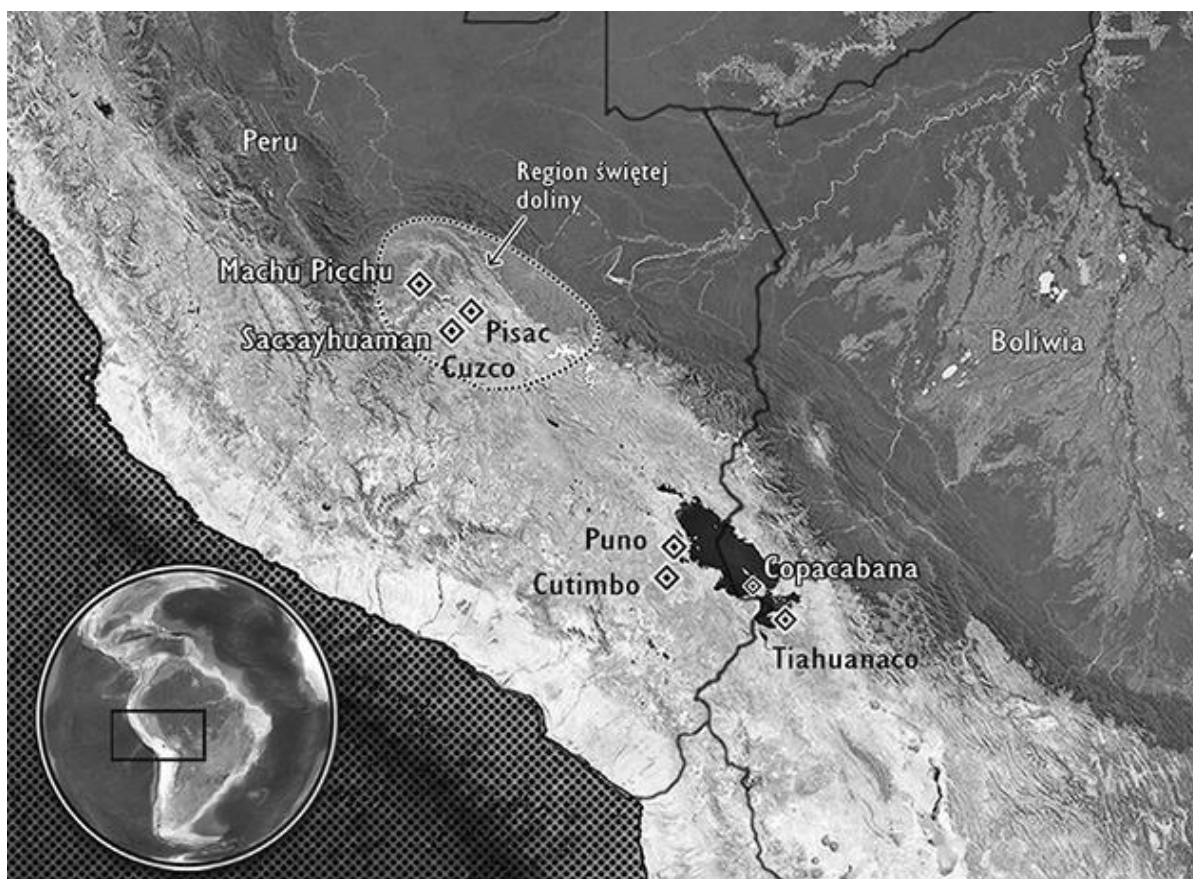 Peru
Region świętej
doliny
Machu Picchu
Pisac
Sacsayhuaman
Cuzco
Boliwia
Puno
Copacabana
Cutimbo
Tiahuanaco